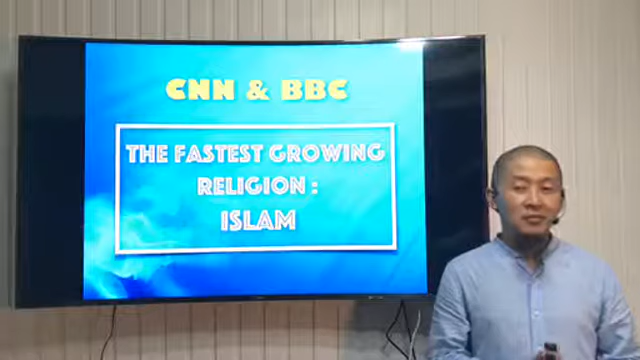 CNN & BBC
THE FASTEST GROWING
RELIGION :
ISLAM